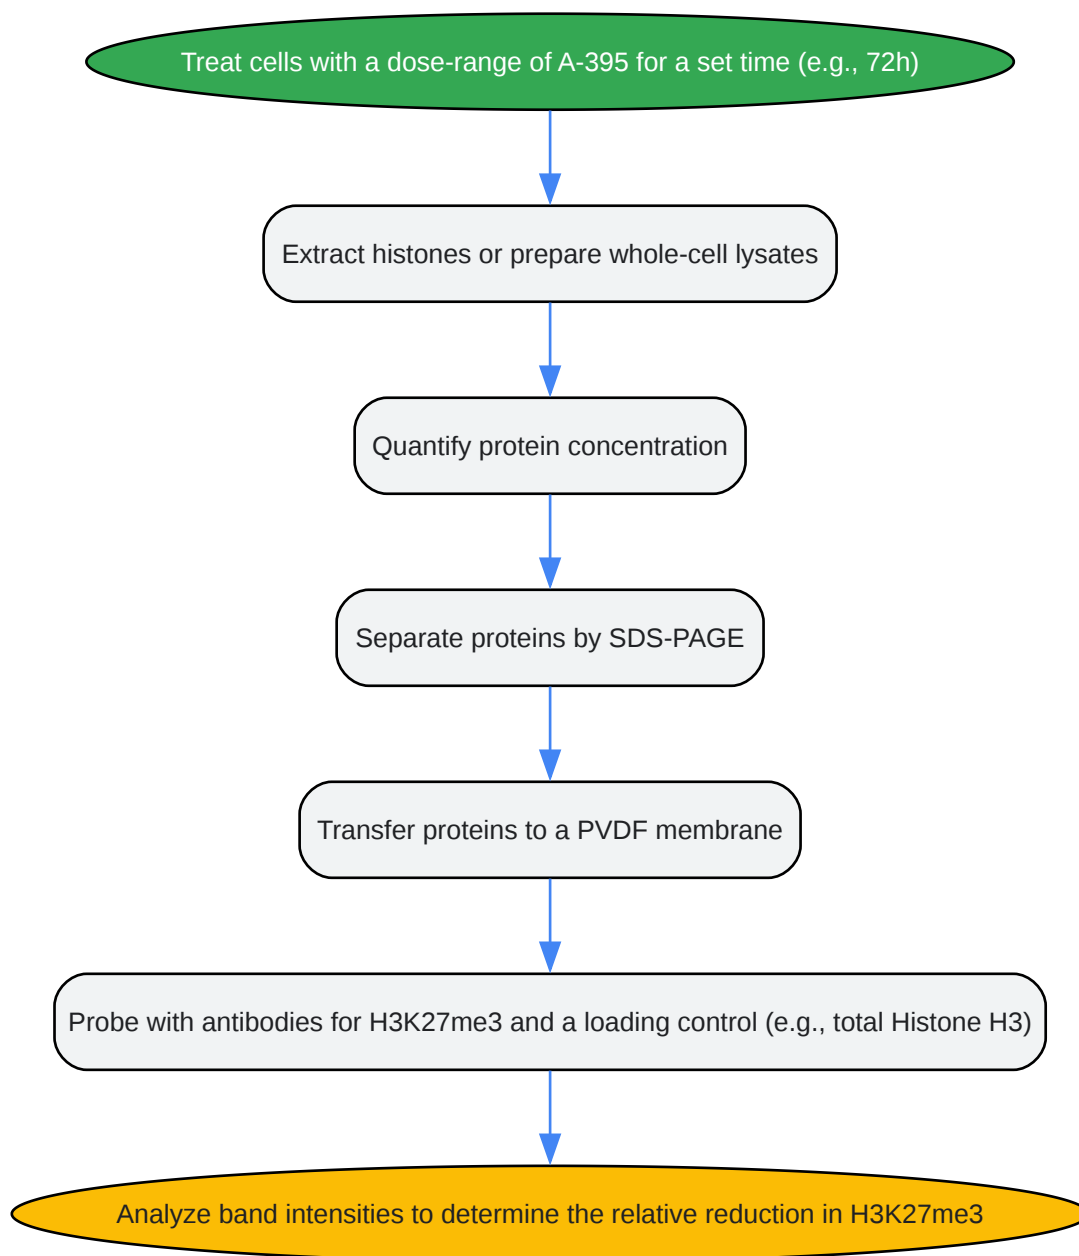 Treat cells with a dose-range of A-395 for a set time (e.g., 72h)
Extract histones or prepare whole-cell lysates
Quantify protein concentration
Separate proteins by SDS-PAGE
Transfer proteins to a PVDF membrane
Probe with antibodies for H3K27me3 and a loading control (e.g., total Histone H3)
Analyze band intensities to determine the relative reduction in H3K27me3